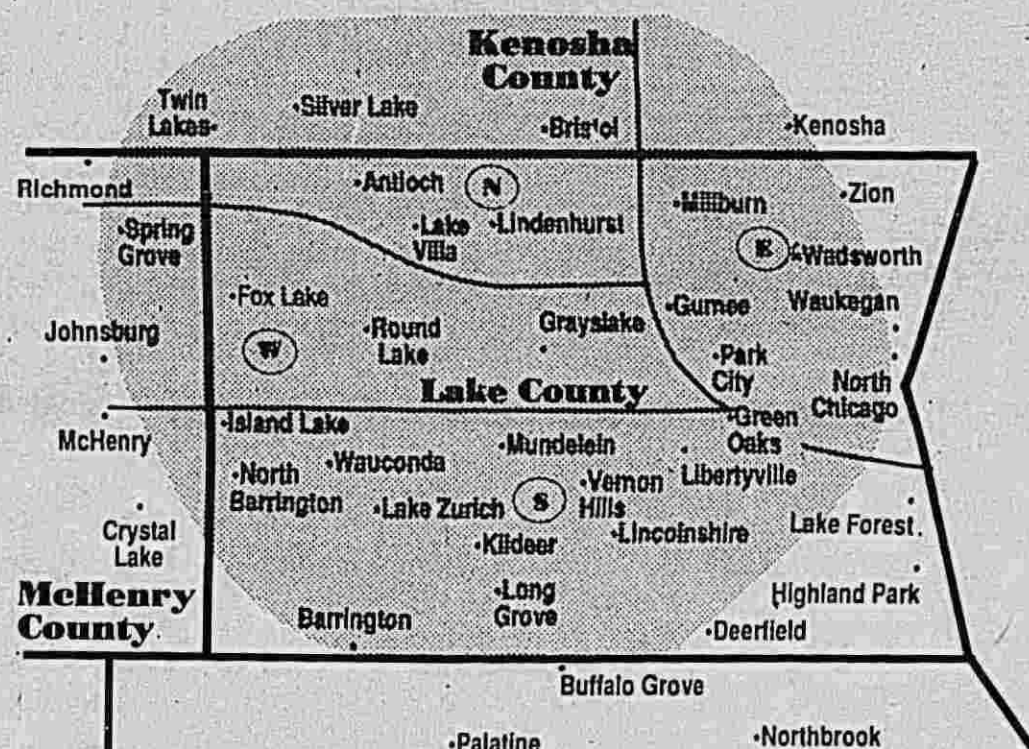 Kenosha
County
Twin
Lakes
Silver Lake
Bristol
Kenosha
Richmond
Antioch
N
Millburn
Zion
Spring
Grove
Lake
Villa
Lindenhurst
E
Wadsworth
Fox Lake
Gurnee
Waukegan
Johnsburg
W
Round
Lake
Grayslake
Park
City
North
Chicago
Lake County
McHenry
Island Lake
Green
Oaks
Mundelein
North
Barrington
Wauconda
Libertyville
Lake Zurich
S
Vernon
Hills
Crystal
Lake
Kildeer
Lincolnshire
Lake Forest
McHenry
County
Long
Grove
Highland Park
Barrington
Deerfield
Buffalo Grove
Palatine
Northbrook